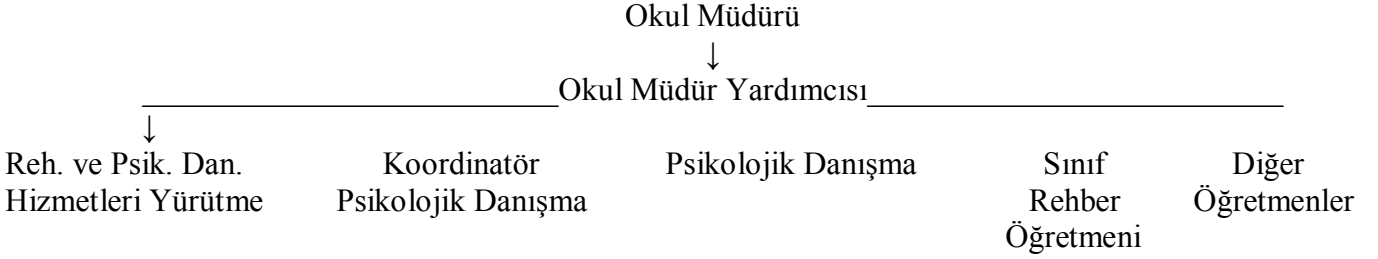 Okul Müdürü
↓
Okul Müdür Yardımcısı
↓
Reh. ve Psik. Dan. Koordinatör Psikolojik Danışma Sınıf Diğer
Hizmetleri Yürütme Psikolojik Danışma Rehber Öğretmenler
Öğretmeni